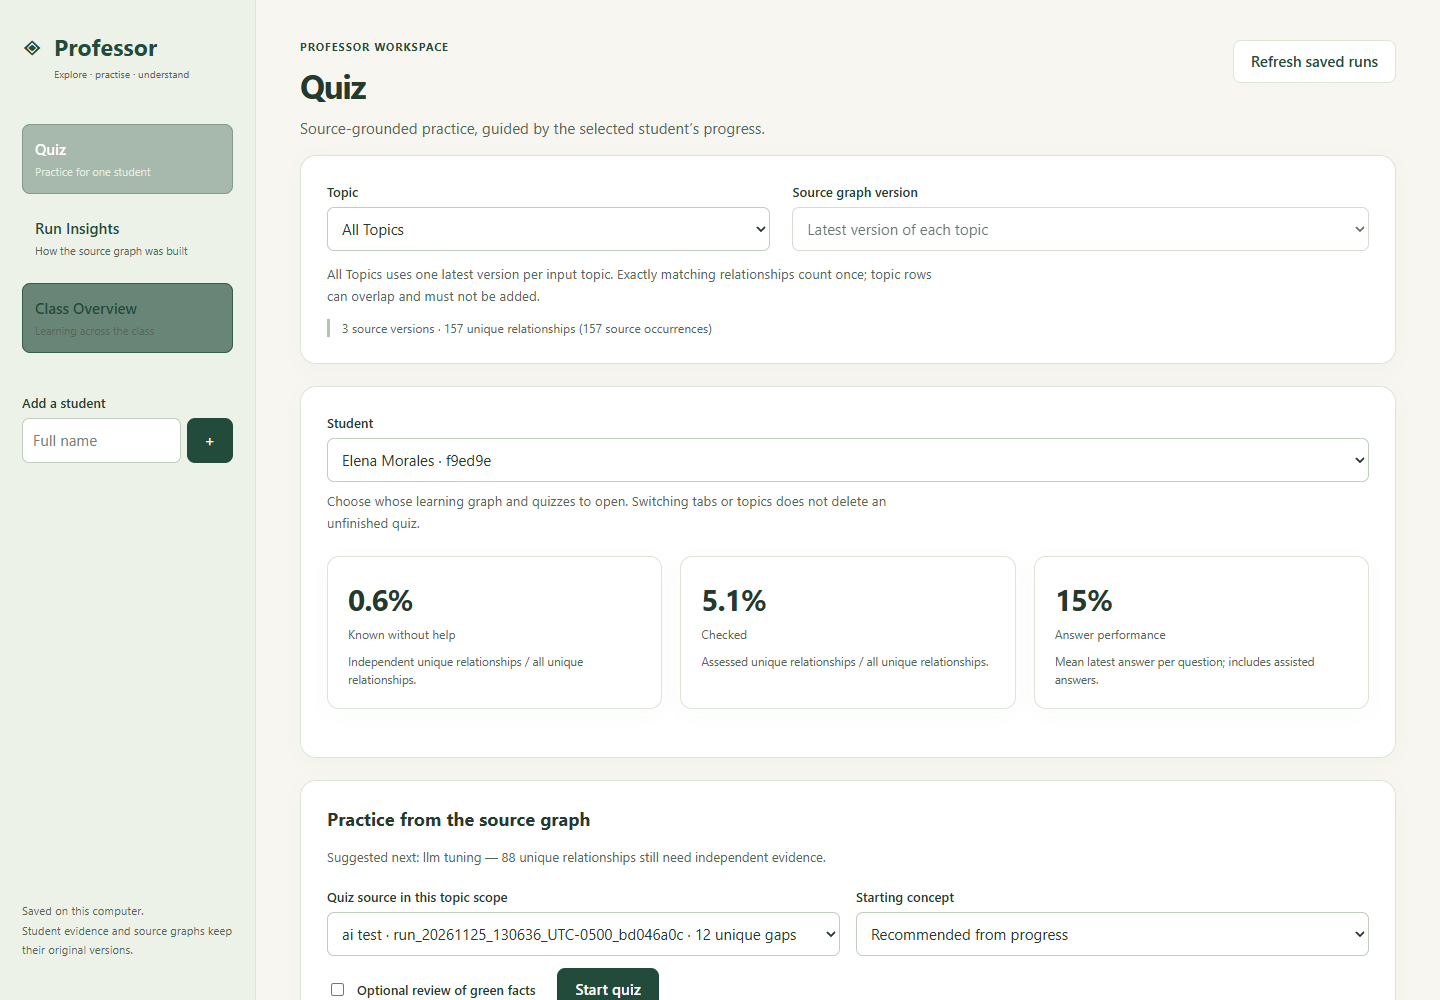 Professor
Explore · practise · understand
Quiz
Practice for one student
Run Insights
How the source graph was built
Class Overview
Learning across the class
Add a student
Full name
+
Saved on this computer.
Student evidence and source graphs keep
their original versions.
PROFESSOR WORKSPACE
Quiz
Source-grounded practice, guided by the selected student's progress.
Refresh saved runs
Topic
Source graph version
All Topics
Latest version of each topic
All Topics uses one latest version per input topic. Exactly matching relationships count once; topic rows
can overlap and must not be added.
3 source versions · 157 unique relationships (157 source occurrences)
Student
Elena Morales · f9ed9e
Choose whose learning graph and quizzes to open. Switching tabs or topics does not delete an
unfinished quiz.
0.6%
Known without help
Independent unique relationships / all unique
relationships.
5.1%
Checked
Assessed unique relationships / all unique relationships.
15%
Answer performance
Mean latest answer per question; includes assisted
answers.
Practice from the source graph
Suggested next: llm tuning — 88 unique relationships still need independent evidence.
Quiz source in this topic scope
Starting concept
ai test · run_20261125_130636_UTC-0500_bd046a0c · 12 unique gaps
Recommended from progress
Optional review of green facts
Start quiz